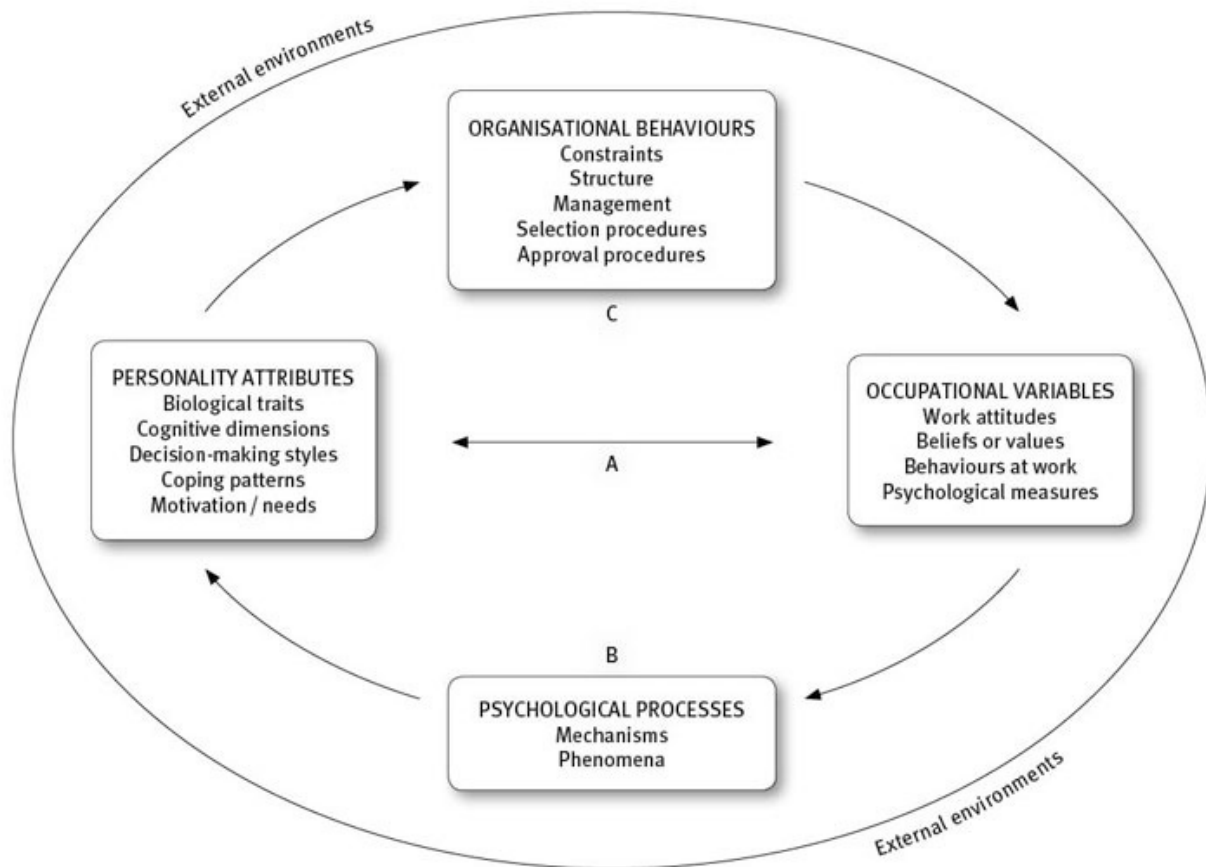 External environments
ORGANISATIONAL BEHAVIOURS
Constraints
Structure
Management
Selection procedures
Approval procedures
C
PERSONALITY ATTRIBUTES
Biological traits
Cognitive dimensions
Decision-making styles
Coping patterns
Motivation / needs
A
OCCUPATIONAL VARIABLES
Work attitudes
Beliefs or values
Behaviours at work
Psychological measures
B
PSYCHOLOGICAL PROCESSES
Mechanisms
Phenomena
External environments